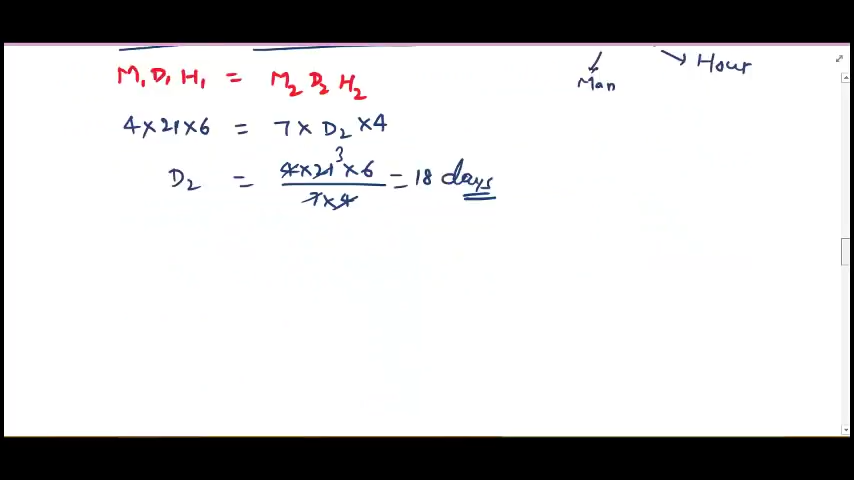 M₁ D₁ H₁ = M₂ D₂ H₂
Hour
Man
4 × 21 × 6 = 7 × D₂ × 4
D₂ = 4 × 21 3 × 6 / 7 × 4 = 18 days